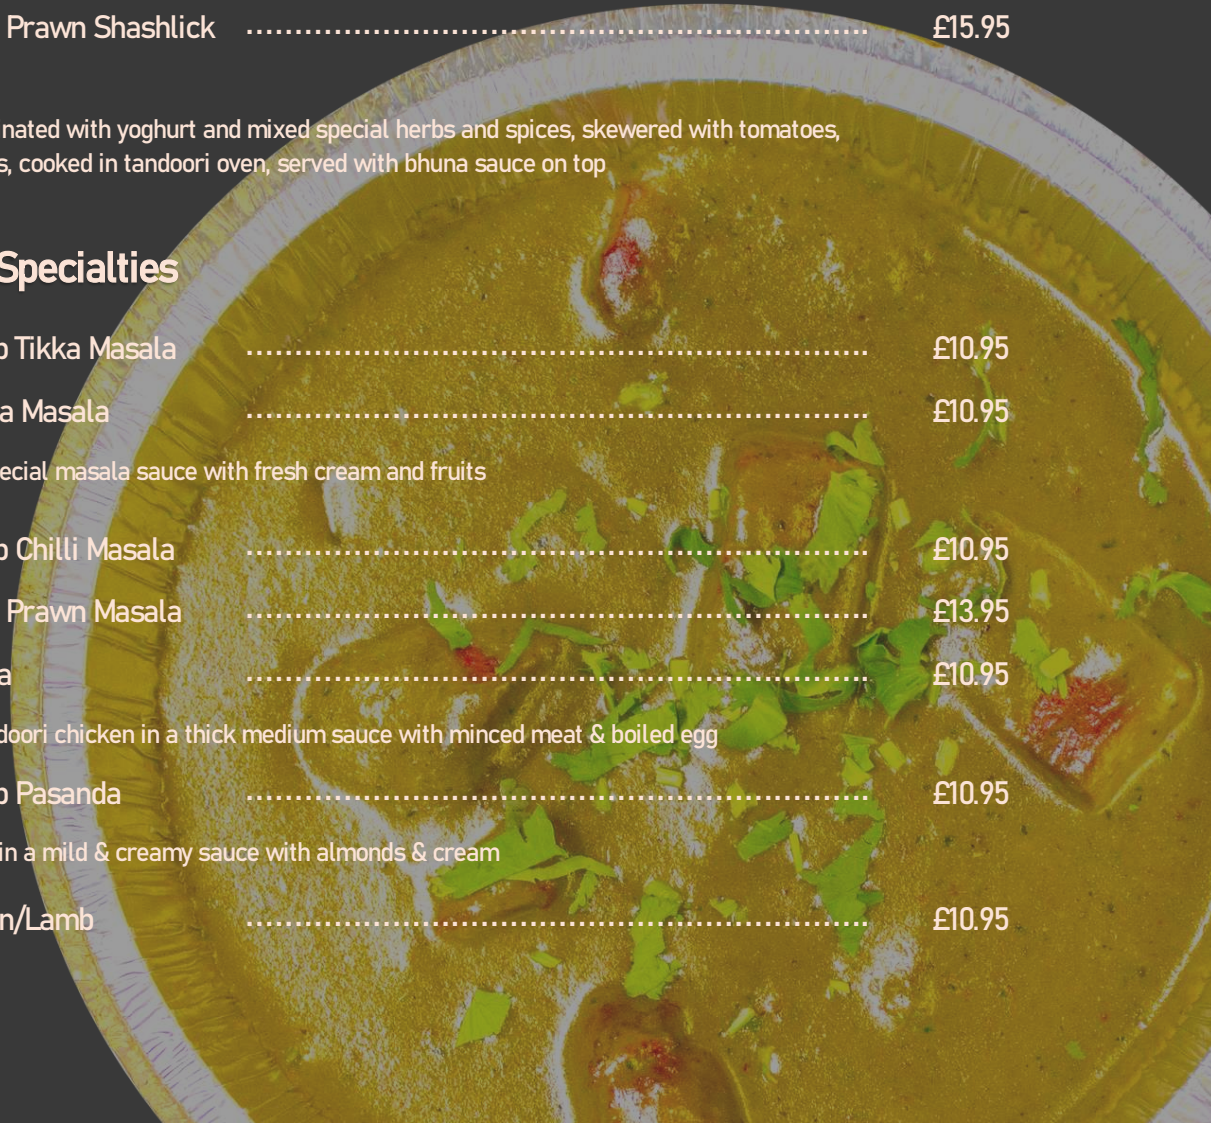 Prawn Shashlick ................................................................ £15.95
nated with yoghurt and mixed special herbs and spices, skewered with tomatoes,
s, cooked in tandoori oven, served with bhuna sauce on top
Specialties
Tikka Masala ................................................................ £10.95
a Masala ................................................................ £10.95
ecial masala sauce with fresh cream and fruits
Chilli Masala ................................................................ £10.95
Prawn Masala ................................................................ £13.95
a ................................................................ £10.95
doori chicken in a thick medium sauce with minced meat & boiled egg
Pasanda ................................................................ £10.95
in a mild & creamy sauce with almonds & cream
n/Lamb ................................................................ £10.95